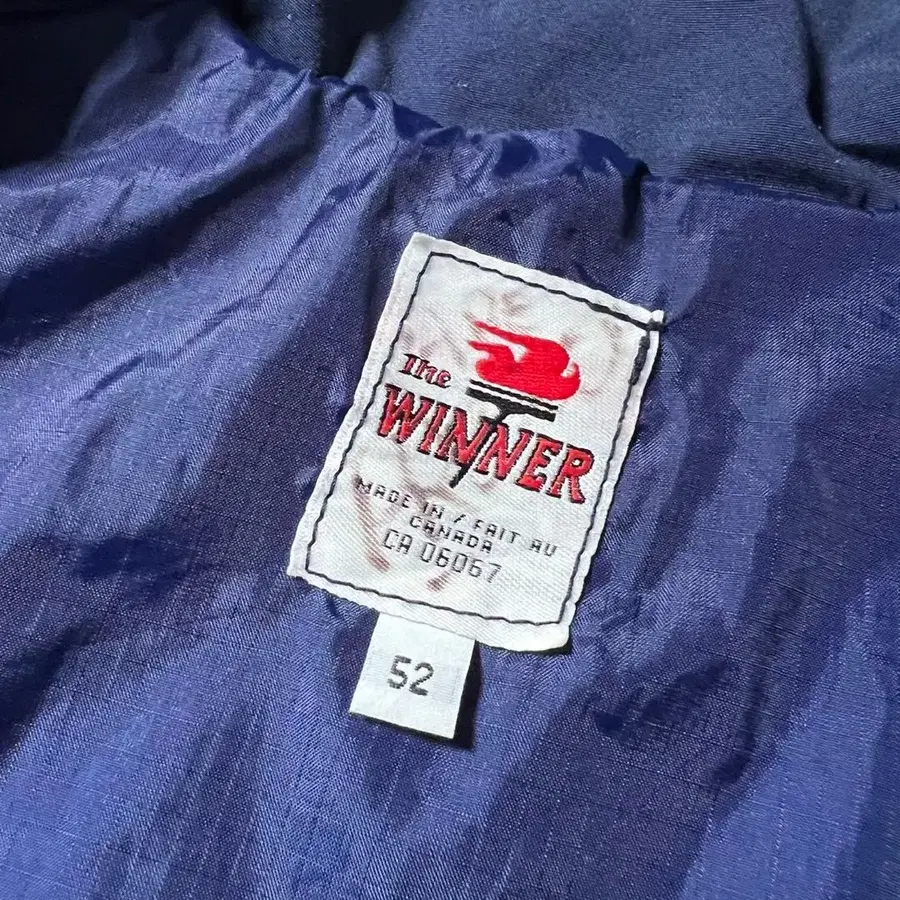 The
WINNER
MADE IN / FAIT AU
CANADA
CA 06067
52